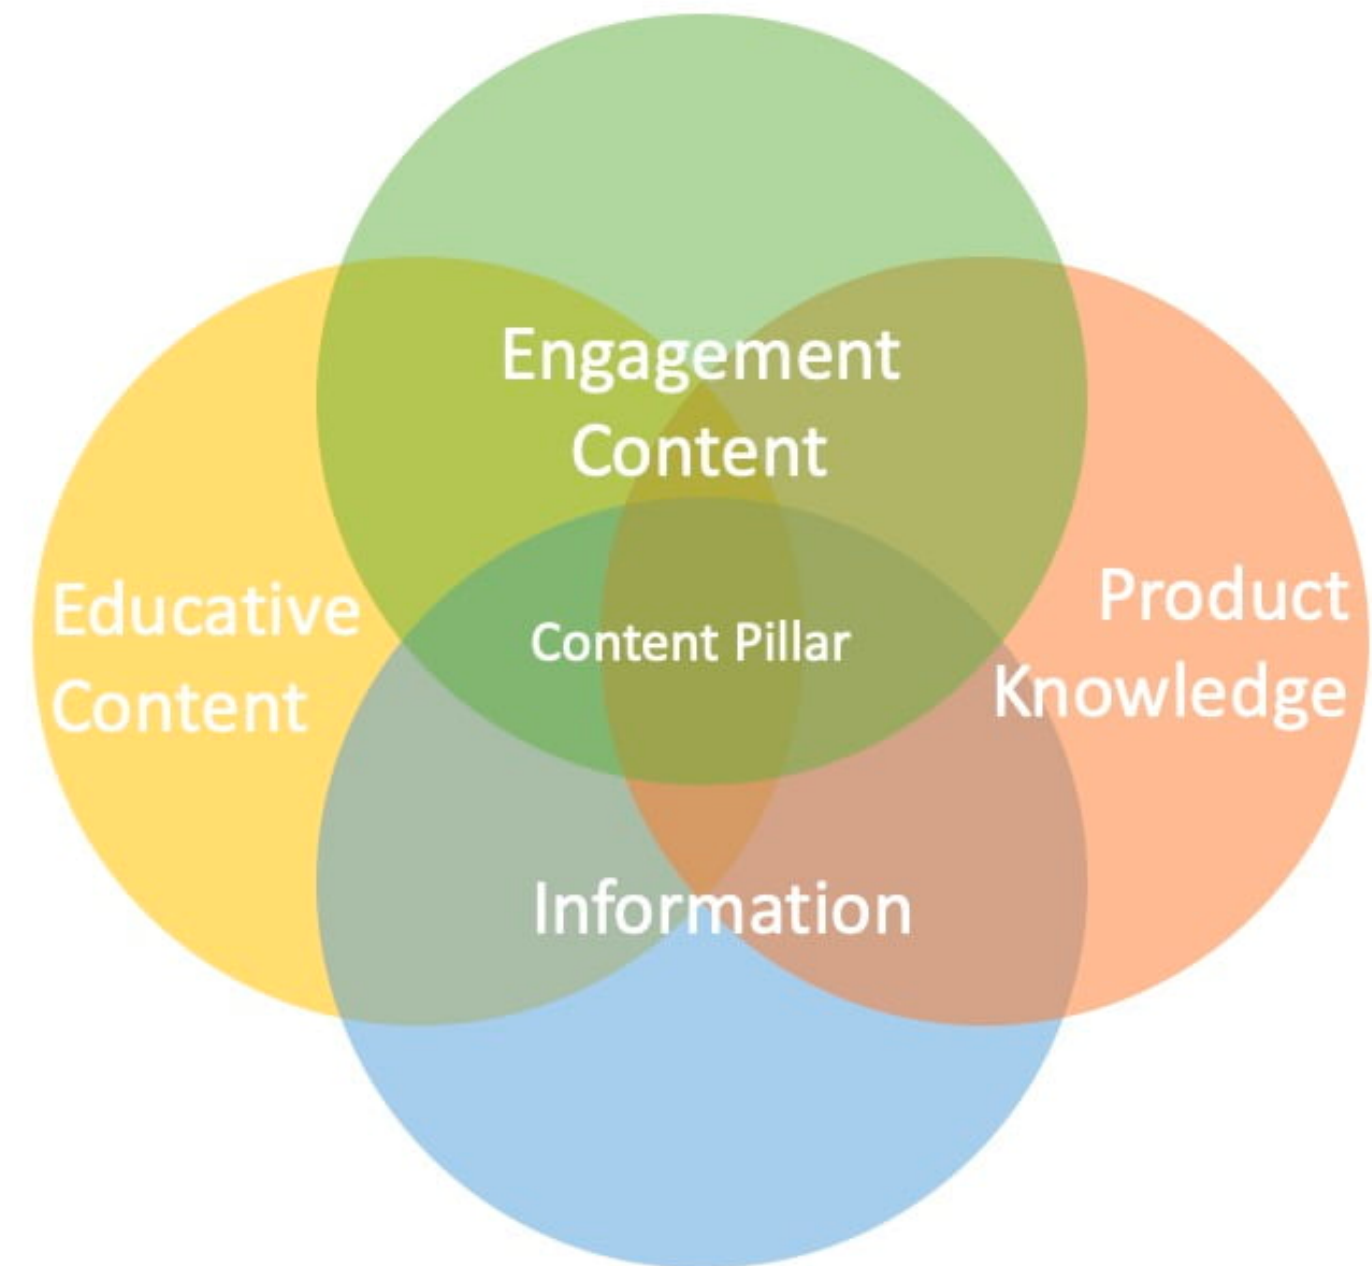 Engagement
Content
Educative
Content
Product
Knowledge
Content Pillar
Information